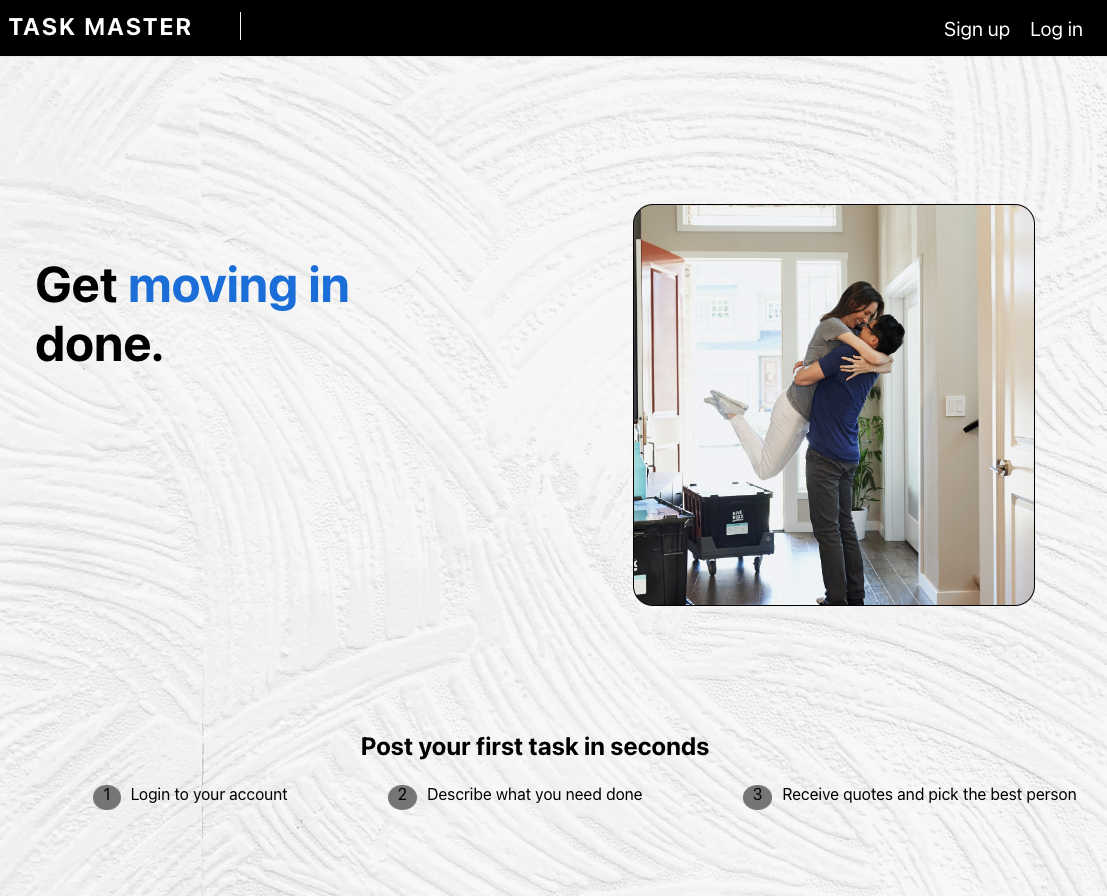 TASK MASTER
Sign up Log in
Get moving in
done.
Post your first task in seconds
1 Login to your account
2 Describe what you need done
3 Receive quotes and pick the best person